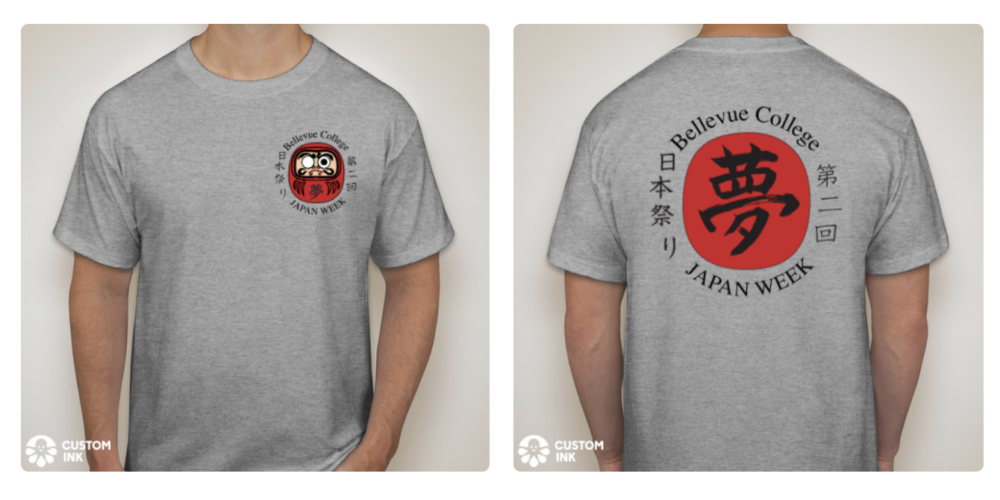 Bellevue College
日本祭り
第二回
夢
JAPAN WEEK
CUSTOM
INK
Bellevue College
日本祭り
第二回
夢
JAPAN WEEK
CUSTOM
INK